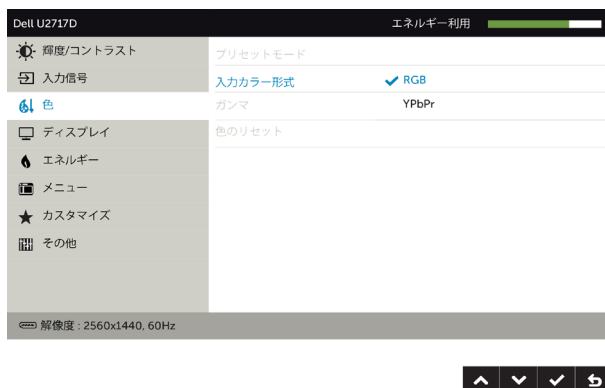 Dell U2717D エネルギー利用
輝度/コントラスト
入力信号
色
ディスプレイ
エネルギー
メニュー
カスタマイズ
その他
プリセットモード
入力カラー形式 RGB
YPbPr
ガンマ
色のリセット
解像度 : 2560x1440, 60Hz